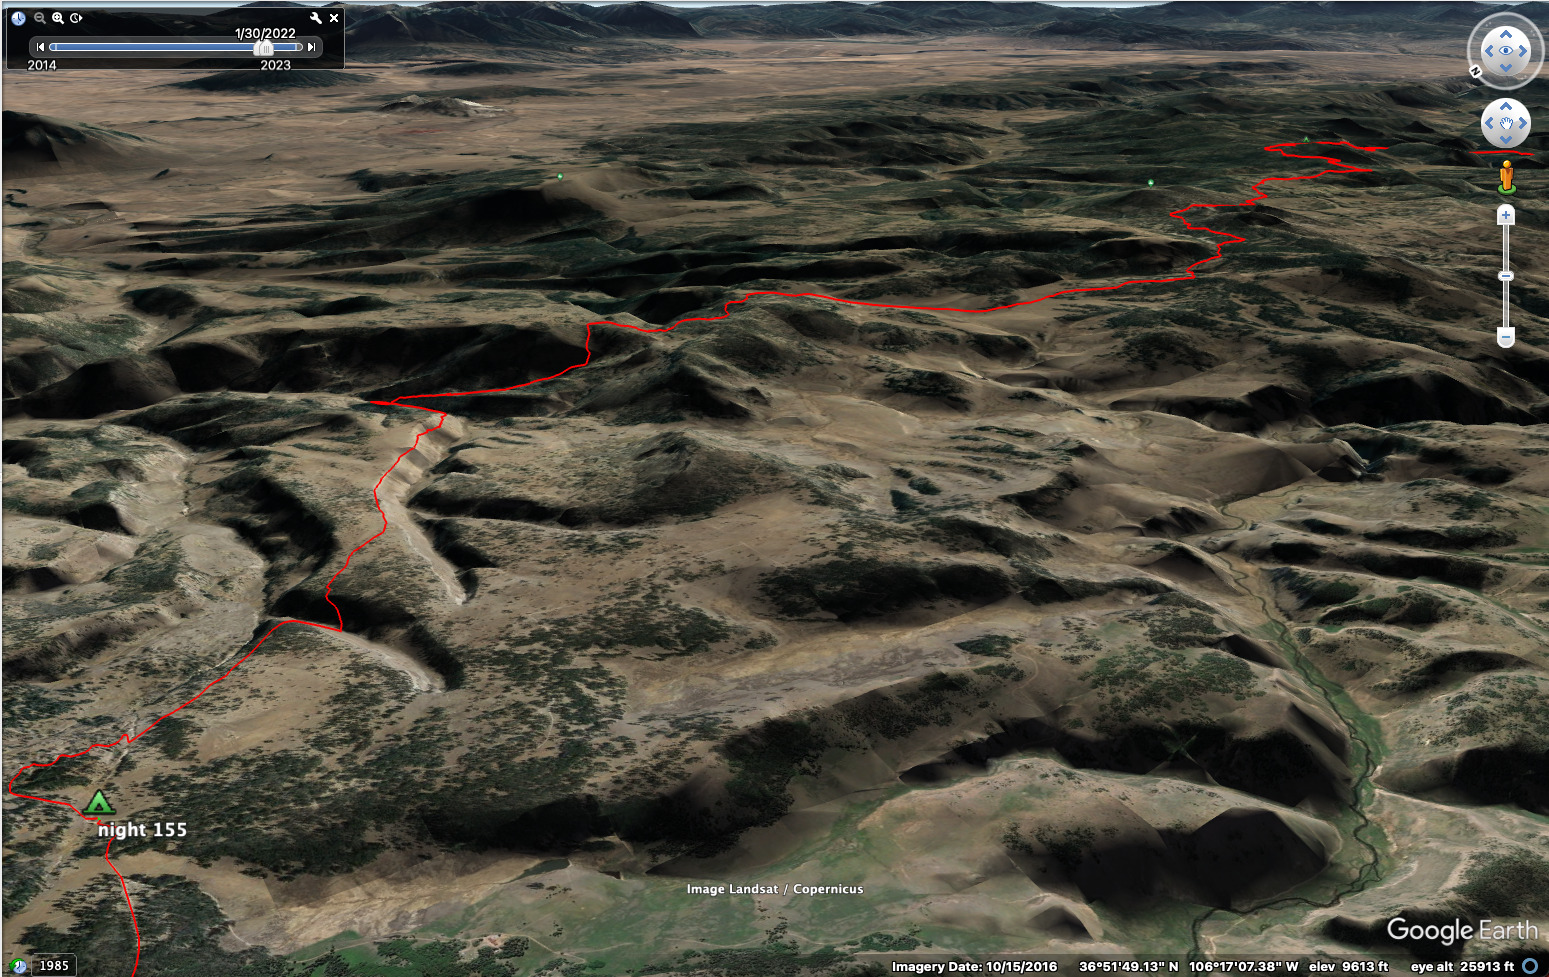 1/30/2022
2014
2023
N
night 155
Image Landsat / Copernicus
Google Earth
1985
Imagery Date: 10/15/2016 36°51'49.13" N 106°17'07.38" W elev 9613 ft eye alt 25913 ft